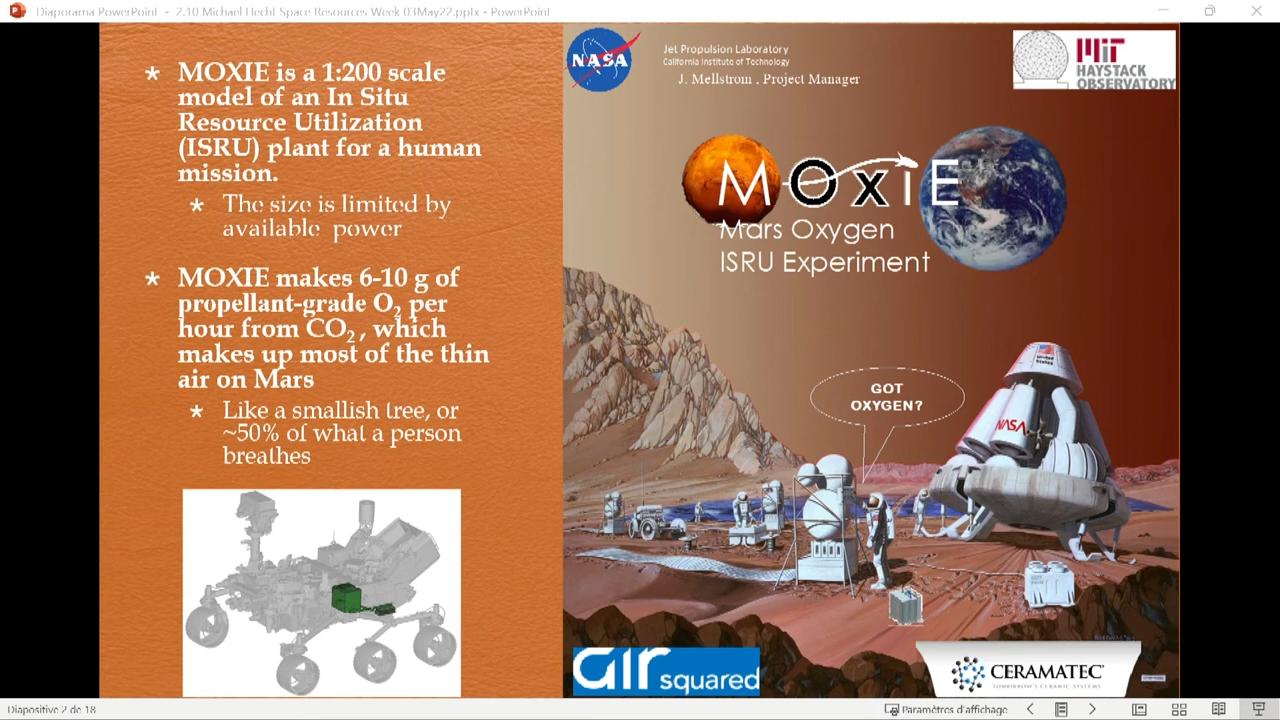 Diaporama PowerPoint - 2.10 Michael Hecht Space Resources Week 03May22.pptx - PowerPoint
* MOXIE is a 1:200 scale
model of an In Situ
Resource Utilization
(ISRU) plant for a human
mission.
* The size is limited by
available power
* MOXIE makes 6-10 g of
propellant-grade O₂ per
hour from CO₂, which
makes up most of the thin
air on Mars
* Like a smallish tree, or
~50% of what a person
breathes
NASA
Jet Propulsion Laboratory
California Institute of Technology
J. Mellstrom , Project Manager
MIT
HAYSTACK
OBSERVATORY
MOxiE
Mars Oxygen
ISRU Experiment
GOT
OXYGEN?
United
States
NASA
air squared
CERAMATEC
TOMORROW'S CERAMIC SYSTEMS
Diapositive 2 de 18
Paramètres d'affichage